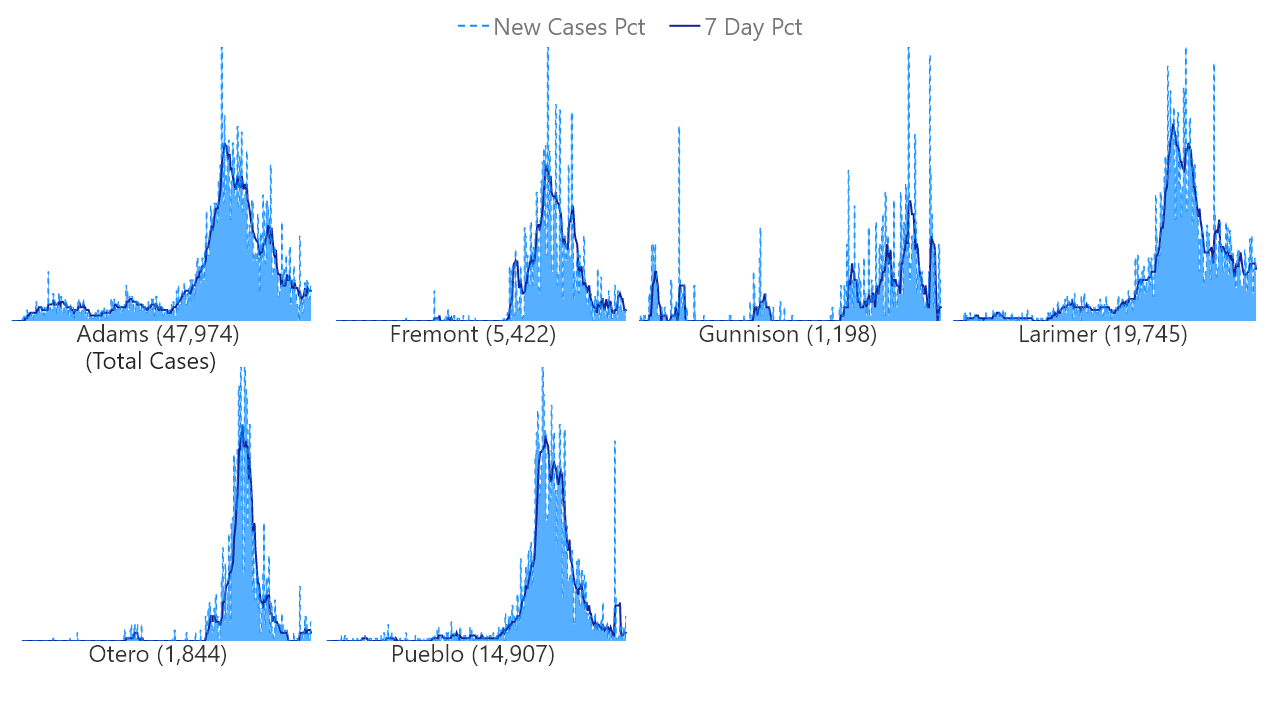 New Cases Pct 7 Day Pct
Adams (47,974)
(Total Cases)
Fremont (5,422)
Gunnison (1,198)
Larimer (19,745)
Otero (1,844)
Pueblo (14,907)